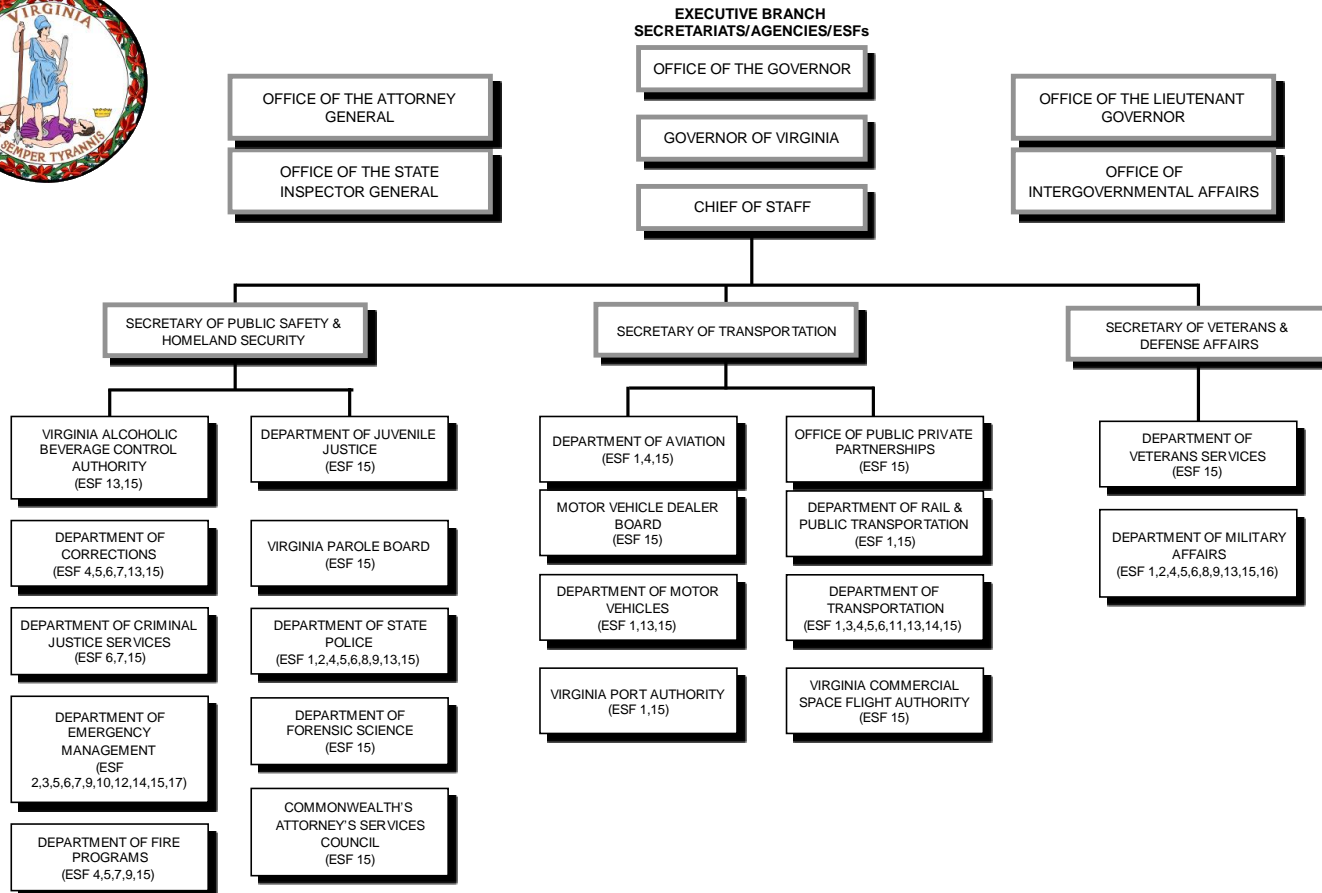 VIRGINIA
SEMPER TYRANNIS
EXECUTIVE BRANCH
SECRETARIATS/AGENCIES/ESFs
OFFICE OF THE GOVERNOR
GOVERNOR OF VIRGINIA
CHIEF OF STAFF
OFFICE OF THE ATTORNEY
GENERAL
OFFICE OF THE STATE
INSPECTOR GENERAL
OFFICE OF THE LIEUTENANT
GOVERNOR
OFFICE OF
INTERGOVERNMENTAL AFFAIRS
SECRETARY OF PUBLIC SAFETY &
HOMELAND SECURITY
VIRGINIA ALCOHOLIC
BEVERAGE CONTROL
AUTHORITY
(ESF 13,15)
DEPARTMENT OF
CORRECTIONS
(ESF 4,5,6,7,13,15)
DEPARTMENT OF CRIMINAL
JUSTICE SERVICES
(ESF 6,7,15)
DEPARTMENT OF
EMERGENCY
MANAGEMENT
(ESF
2,3,5,6,7,9,10,12,14,15,17)
DEPARTMENT OF FIRE
PROGRAMS
(ESF 4,5,7,9,15)
DEPARTMENT OF JUVENILE
JUSTICE
(ESF 15)
VIRGINIA PAROLE BOARD
(ESF 15)
DEPARTMENT OF STATE
POLICE
(ESF 1,2,4,5,6,8,9,13,15)
DEPARTMENT OF
FORENSIC SCIENCE
(ESF 15)
COMMONWEALTH'S
ATTORNEY'S SERVICES
COUNCIL
(ESF 15)
SECRETARY OF TRANSPORTATION
DEPARTMENT OF AVIATION
(ESF 1,4,15)
MOTOR VEHICLE DEALER
BOARD
(ESF 15)
DEPARTMENT OF MOTOR
VEHICLES
(ESF 1,13,15)
VIRGINIA PORT AUTHORITY
(ESF 1,15)
OFFICE OF PUBLIC PRIVATE
PARTNERSHIPS
(ESF 15)
DEPARTMENT OF RAIL &
PUBLIC TRANSPORTATION
(ESF 1,15)
DEPARTMENT OF
TRANSPORTATION
(ESF 1,3,4,5,6,11,13,14,15)
VIRGINIA COMMERCIAL
SPACE FLIGHT AUTHORITY
(ESF 15)
SECRETARY OF VETERANS &
DEFENSE AFFAIRS
DEPARTMENT OF
VETERANS SERVICES
(ESF 15)
DEPARTMENT OF MILITARY
AFFAIRS
(ESF 1,2,4,5,6,8,9,13,15,16)